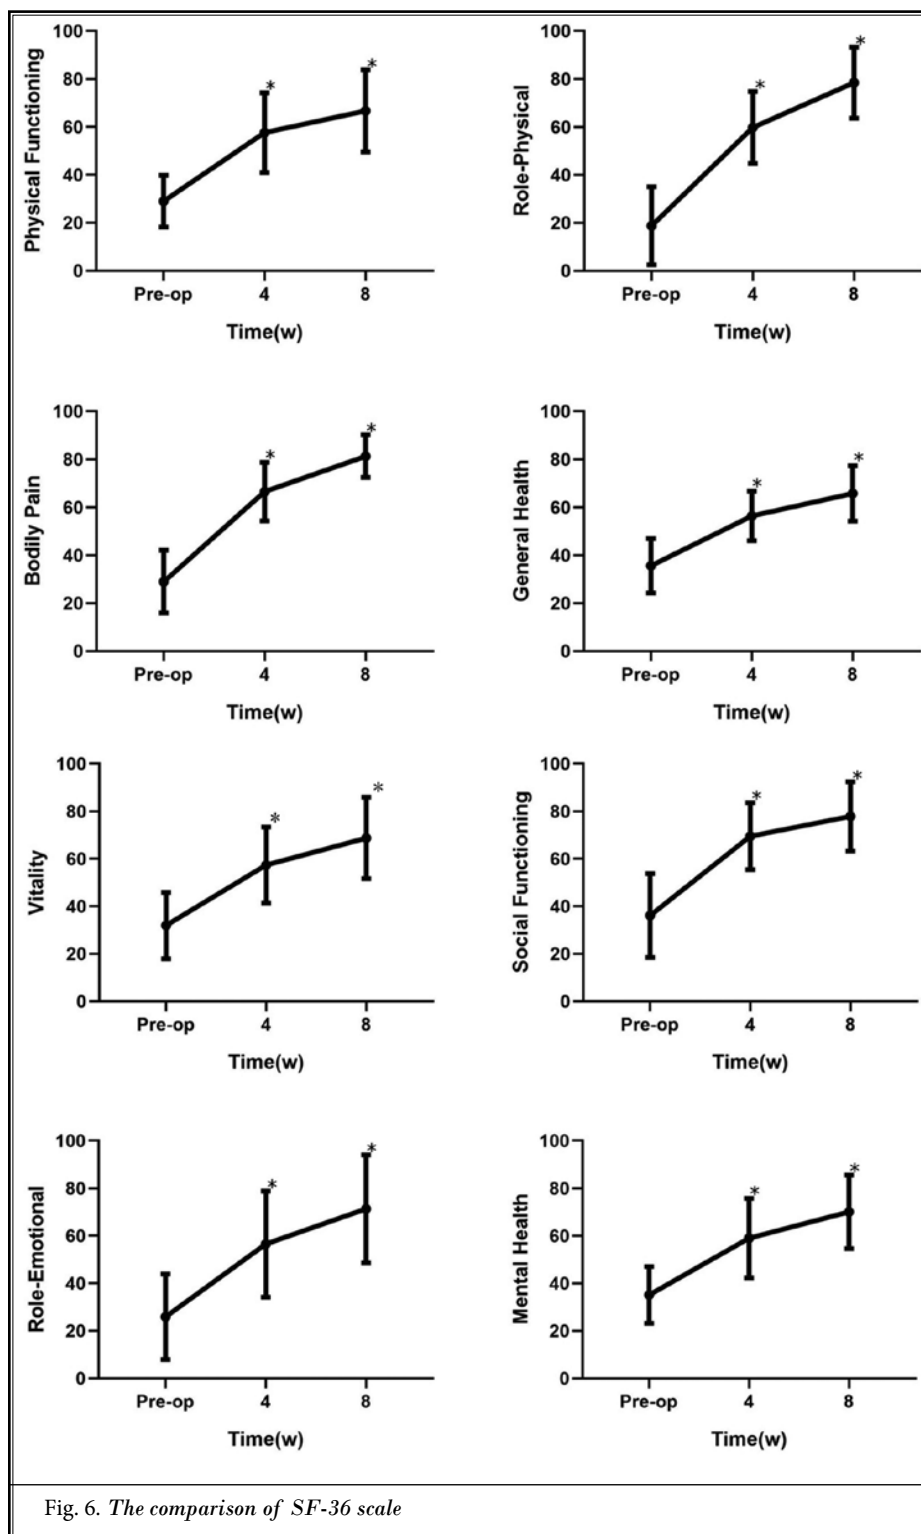 Physical Functioning
100
80
60
40
20
0
*
*
Pre-op 4 8
Time(w)
Role-Physical
100
80
60
40
20
0
*
*
Pre-op 4 8
Time(w)
Bodily Pain
100
80
60
40
20
0
*
*
Pre-op 4 8
Time(w)
General Health
100
80
60
40
20
0
*
*
Pre-op 4 8
Time(w)
Vitality
100
80
60
40
20
0
*
*
Pre-op 4 8
Time(w)
Social Functioning
100
80
60
40
20
0
*
*
Pre-op 4 8
Time(w)
Role-Emotional
100
80
60
40
20
0
*
*
Pre-op 4 8
Time(w)
Mental Health
100
80
60
40
20
0
*
*
Pre-op 4 8
Time(w)
Fig. 6. The comparison of SF-36 scale